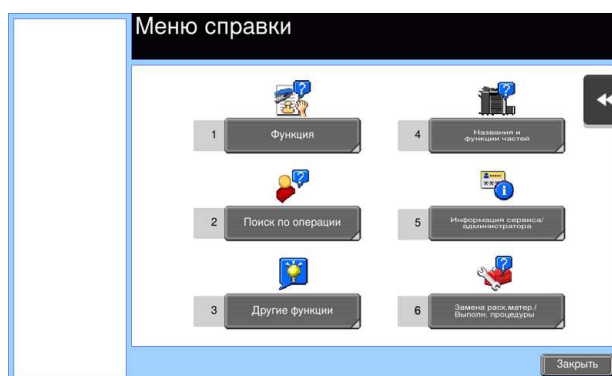 Меню справки
1 Функция
4 Названия и
функции частей
2 Поиск по операции
5 Информация сервиса/
администратора
3 Другие функции
6 Замена расх.матер./
Выполн. процедуры
Закрыть